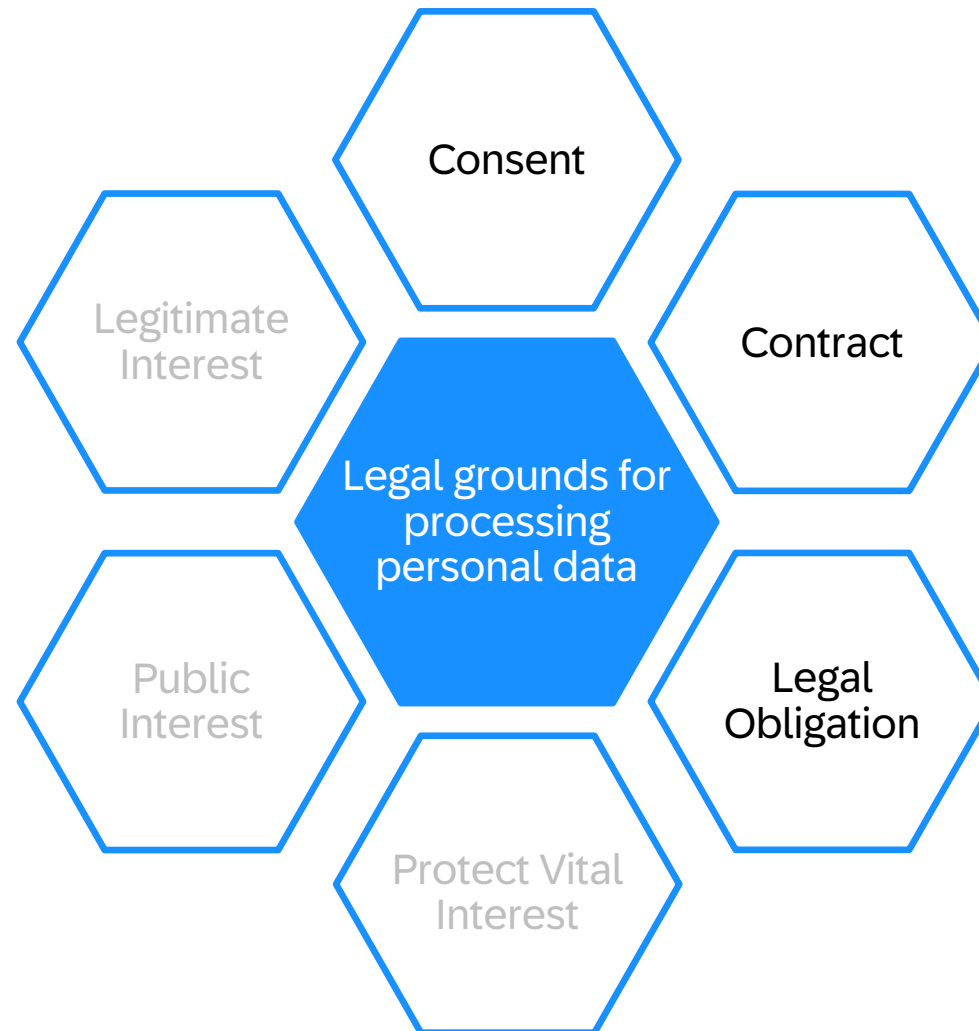 Consent
Legitimate
Interest
Contract
Legal grounds for
processing
personal data
Public
Interest
Legal
Obligation
Protect Vital
Interest